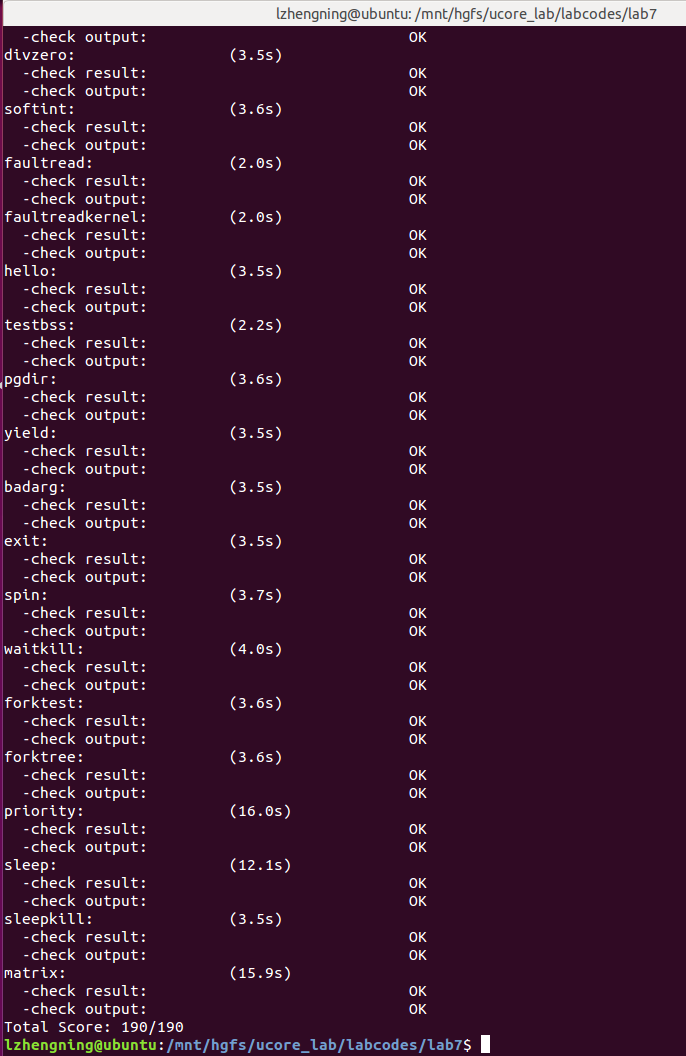 lzhengning@ubuntu: /mnt/hgfs/ucore_lab/labcodes/lab7
  -check output:                             OK
divzero:                 (3.5s)
  -check result:                             OK
  -check output:                             OK
softint:                 (3.6s)
  -check result:                             OK
  -check output:                             OK
faultread:               (2.0s)
  -check result:                             OK
  -check output:                             OK
faultreadkernel:         (2.0s)
  -check result:                             OK
  -check output:                             OK
hello:                   (3.5s)
  -check result:                             OK
  -check output:                             OK
testbss:                 (2.2s)
  -check result:                             OK
  -check output:                             OK
pgdir:                   (3.6s)
  -check result:                             OK
  -check output:                             OK
yield:                   (3.5s)
  -check result:                             OK
  -check output:                             OK
badarg:                  (3.5s)
  -check result:                             OK
  -check output:                             OK
exit:                    (3.5s)
  -check result:                             OK
  -check output:                             OK
spin:                    (3.7s)
  -check result:                             OK
  -check output:                             OK
waitkill:                (4.0s)
  -check result:                             OK
  -check output:                             OK
forktest:                (3.6s)
  -check result:                             OK
  -check output:                             OK
forktree:                (3.6s)
  -check result:                             OK
  -check output:                             OK
priority:                (16.0s)
  -check result:                             OK
  -check output:                             OK
sleep:                   (12.1s)
  -check result:                             OK
  -check output:                             OK
sleepkill:               (3.5s)
  -check result:                             OK
  -check output:                             OK
matrix:                  (15.9s)
  -check result:                             OK
  -check output:                             OK
Total Score: 190/190
lzhengning@ubuntu:/mnt/hgfs/ucore_lab/labcodes/lab7$